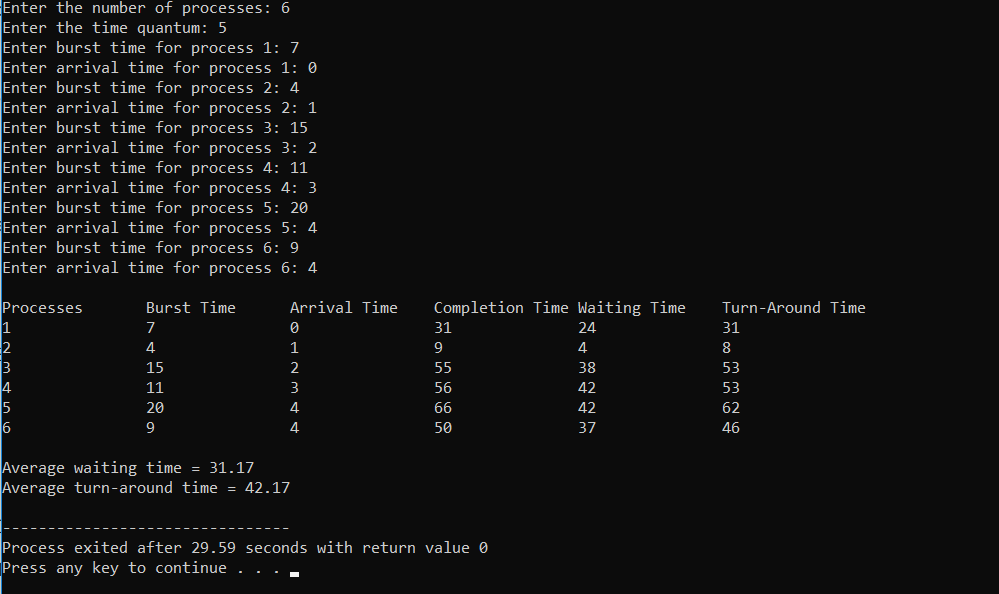 Enter the number of processes: 6
Enter the time quantum: 5
Enter burst time for process 1: 7
Enter arrival time for process 1: 0
Enter burst time for process 2: 4
Enter arrival time for process 2: 1
Enter burst time for process 3: 15
Enter arrival time for process 3: 2
Enter burst time for process 4: 11
Enter arrival time for process 4: 3
Enter burst time for process 5: 20
Enter arrival time for process 5: 4
Enter burst time for process 6: 9
Enter arrival time for process 6: 4
Processes Burst Time Arrival Time Completion Time Waiting Time Turn-Around Time
1 7 0 31 24 31
2 4 1 9 4 8
3 15 2 55 38 53
4 11 3 56 42 53
5 20 4 66 42 62
6 9 4 50 37 46
Average waiting time = 31.17
Average turn-around time = 42.17
--------------------------------
Process exited after 29.59 seconds with return value 0
Press any key to continue . . .